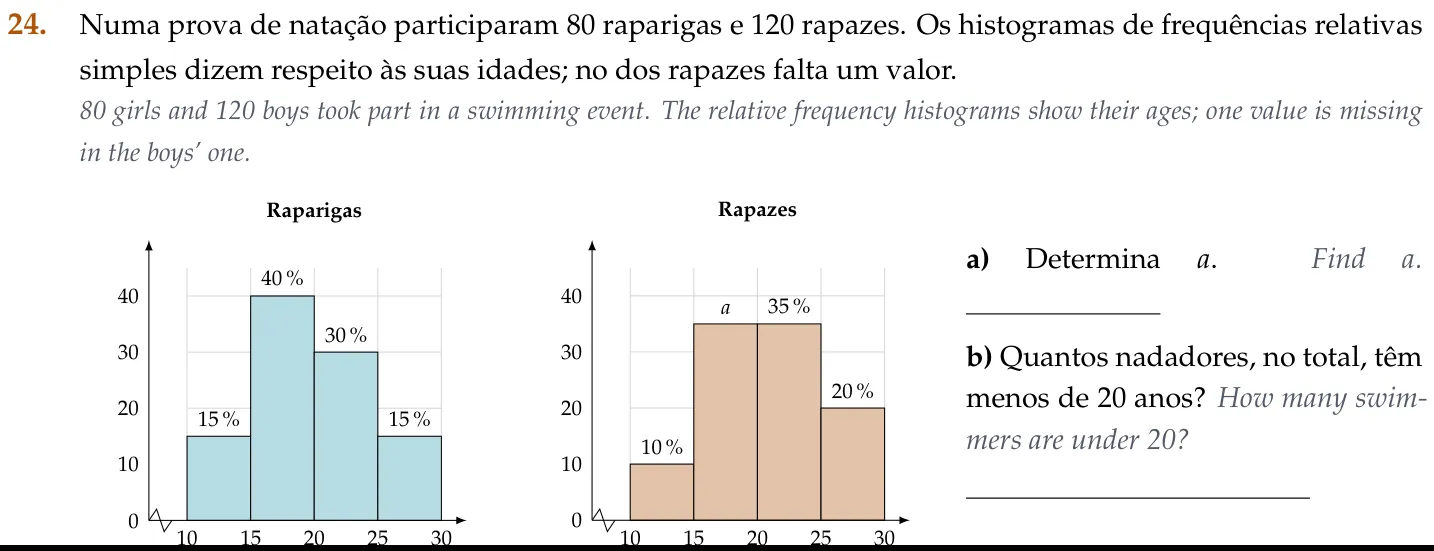 24. Numa prova de natação participaram 80 raparigas e 120 rapazes. Os histogramas de frequências relativas
simples dizem respeito às suas idades; no dos rapazes falta um valor.
80 girls and 120 boys took part in a swimming event. The relative frequency histograms show their ages; one value is missing
in the boys’ one.
Raparigas
40 %
40
30 %
30
20
15 %
15 %
10
0
10 15 20 25 30
Rapazes
40
a
35 %
30
20 %
20
10 %
10
0
10 15 20 25 30
a) Determina a. Find a.
b) Quantos nadadores, no total, têm
menos de 20 anos? How many swim-
mers are under 20?